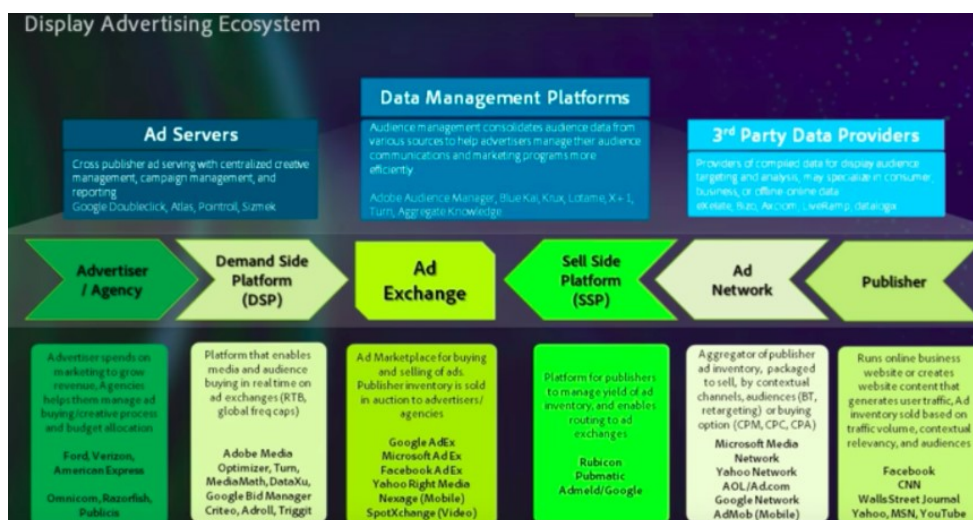 Display Advertising Ecosystem
Data Management Platforms
Audience management consolidates audience data from
various sources to help advertisers manage their audience
communications and marketing programs more
efficiently
Adobe Audience Manager, Blue Kai, Krux, Lotame, X+1,
Turn, Aggregate Knowledge
Ad Servers
Cross publisher ad serving with centralized creative
management, campaign management, and
reporting
Google Doubleclick, Atlas, Pointroll, Sizmek
3rd Party Data Providers
Providers of compiled data for display audience
targeting and analysis, may specialize in consumer,
business, or offline-online data
eXelate, Bizo, Axciom, LiveRamp, datalogix
Advertiser
/ Agency
Demand Side
Platform
(DSP)
Ad
Exchange
Sell Side
Platform
(SSP)
Ad
Network
Publisher
Advertiser spends on
marketing to grow
revenue, Agencies
helps them manage ad
buying/creative process
and budget allocation
Ford, Verizon,
American Express
Omnicom, Razorfish,
Publicis
Platform that enables
media and audience
buying in real time on
ad exchanges (RTB,
global freq caps)
Adobe Media
Optimizer, Turn,
MediaMath, DataXu,
Google Bid Manager
Criteo, Adroll, Triggit
Ad Marketplace for buying
and selling of ads.
Publisher inventory is sold
in auction to advertisers/
agencies
Google AdEx
Microsoft Ad Ex
Facebook AdEx
Yahoo Right Media
Nexage (Mobile)
SpotXchange (Video)
Platform for publishers
to manage yield of ad
inventory, and enables
routing to ad
exchanges
Rubicon
Pubmatic
Admeld/Google
Aggregator of publisher
ad inventory, packaged
to sell, by contextual
channels, audiences (BT,
retargeting) or buying
option (CPM, CPC, CPA)
Microsoft Media
Network
Yahoo Network
AOL/Ad.com
Google Network
AdMob (Mobile)
Runs online business
website or creates
website content that
generates user traffic, Ad
inventory sold based on
traffic volume, contextual
relevancy, and audiences
Facebook
CNN
Walls Street Journal
Yahoo, MSN, YouTube